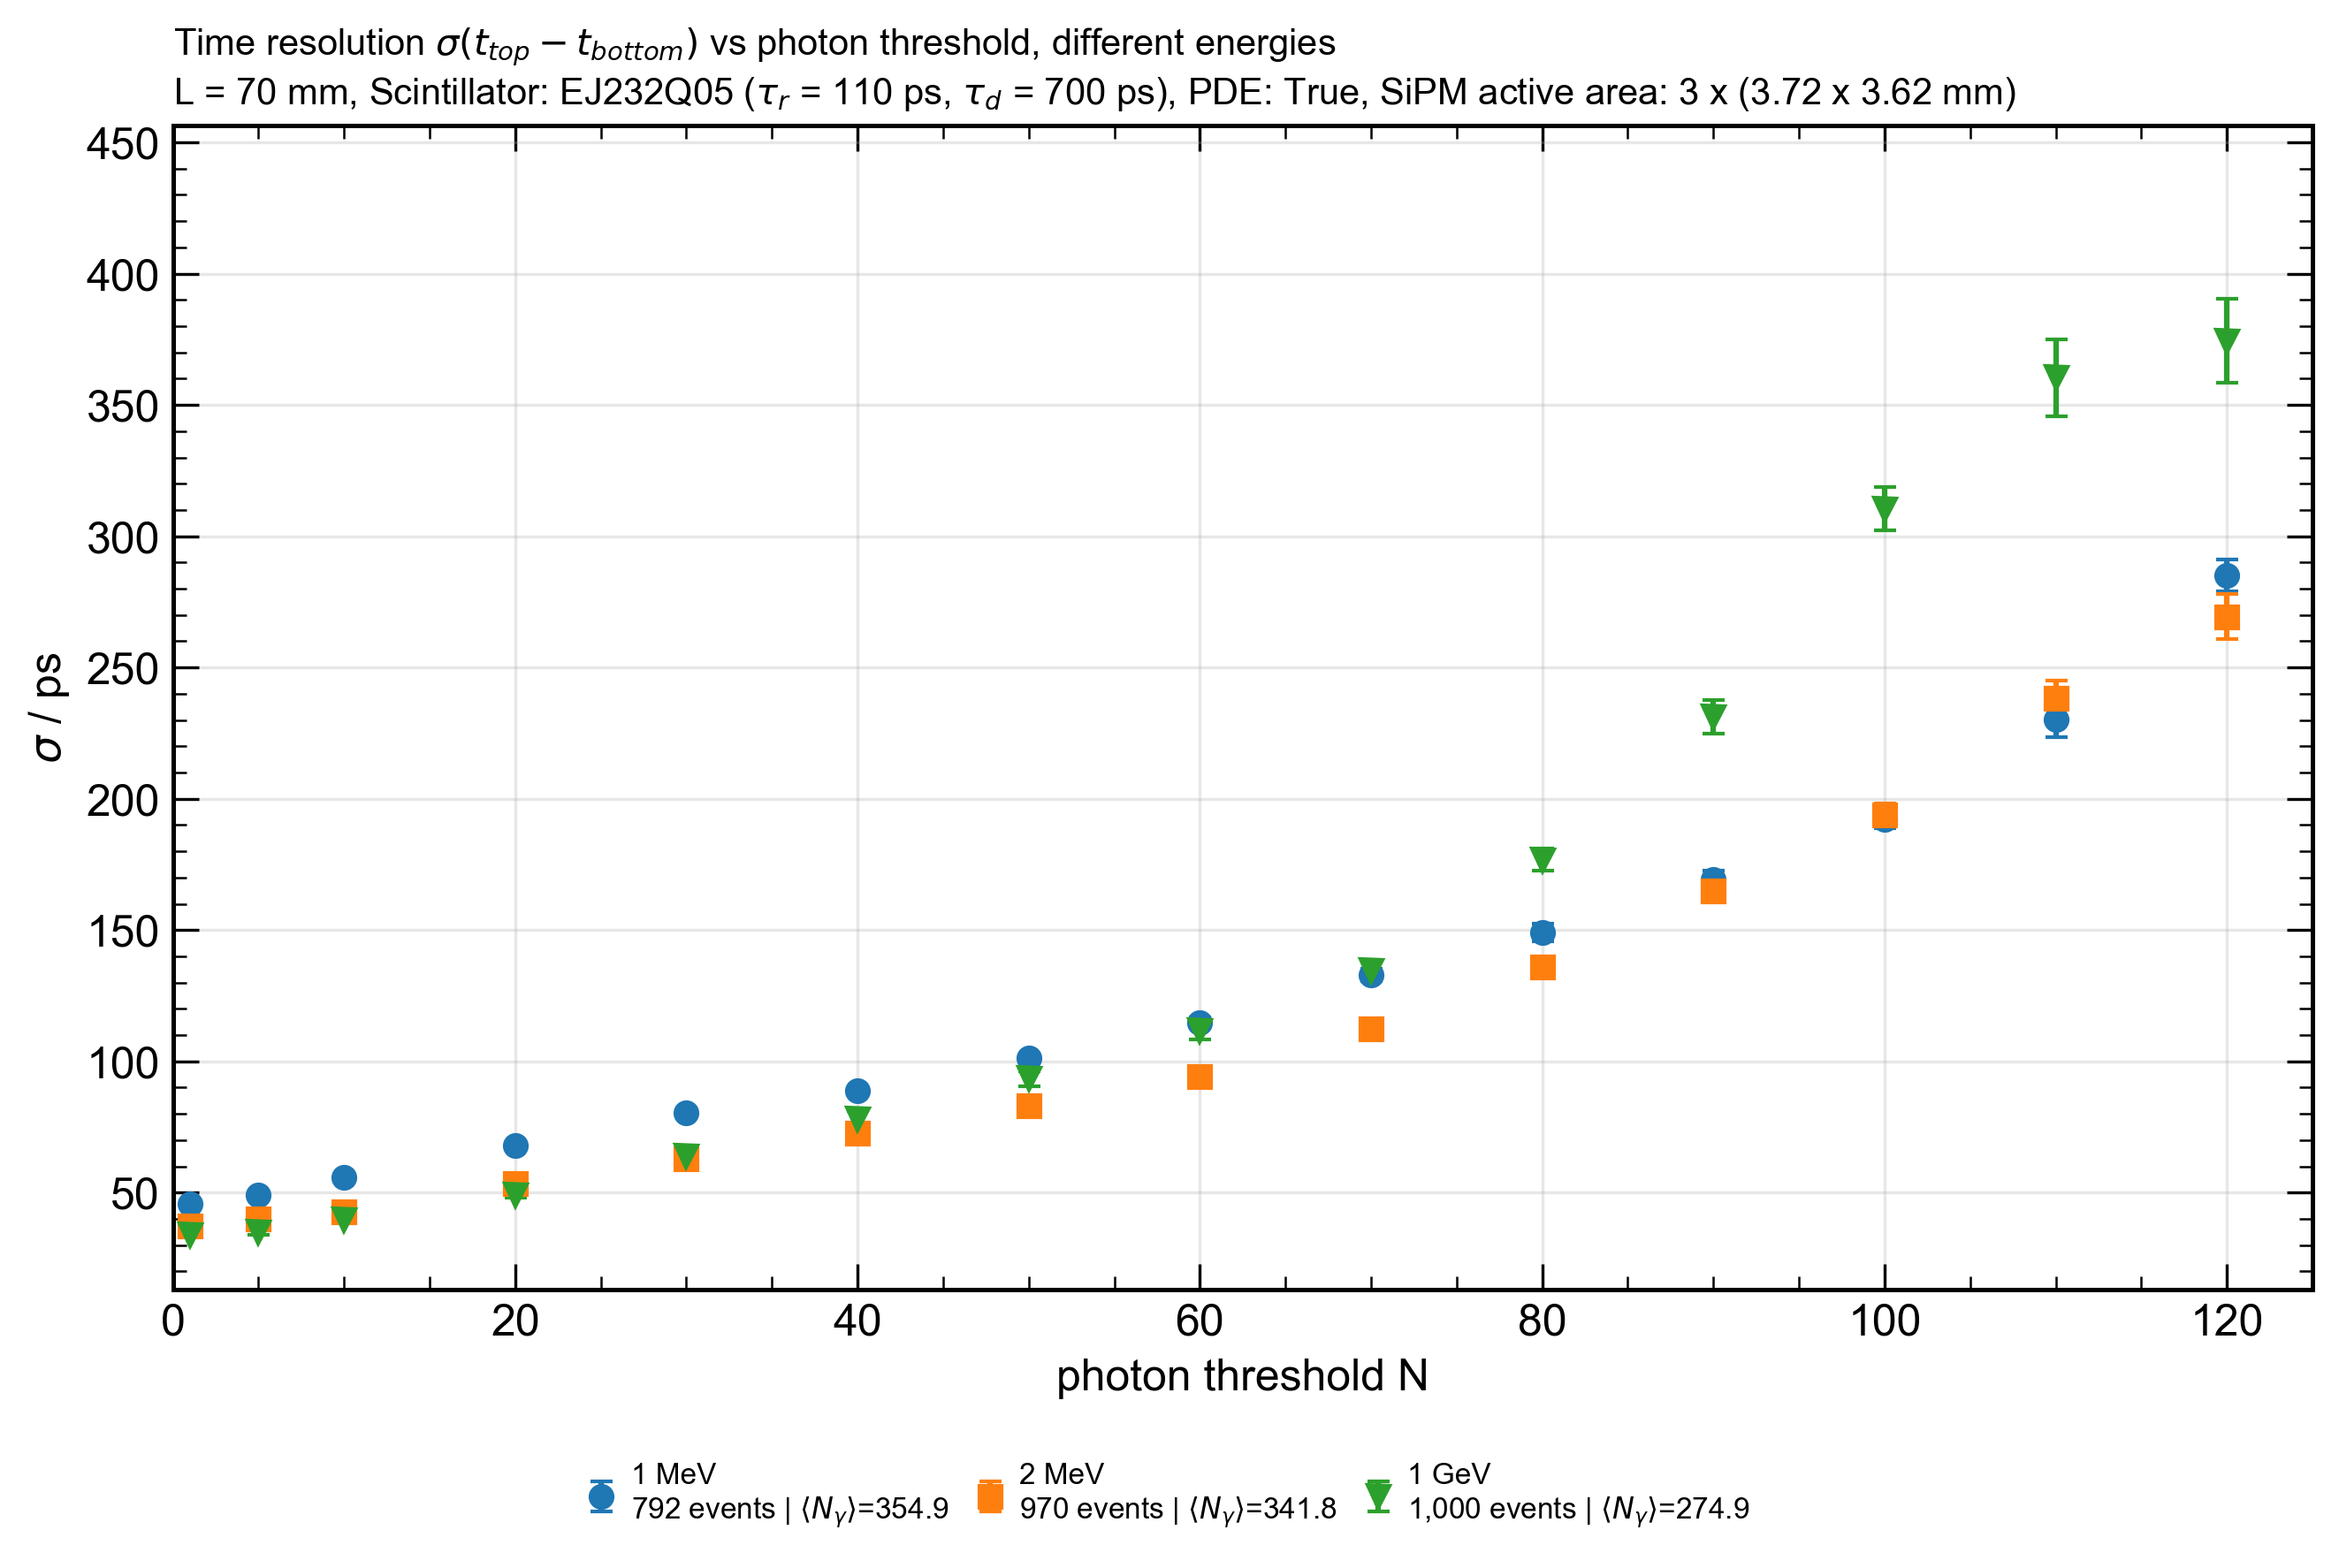 Time resolution σ(t_top − t_bottom) vs photon threshold, different energies
L = 70 mm, Scintillator: EJ232Q05 (τ_r = 110 ps, τ_d = 700 ps), PDE: True, SiPM active area: 3 x (3.72 x 3.62 mm)
450
400
350
300
250
200
150
100
50
σ / ps
0 20 40 60 80 100 120
photon threshold N
1 MeV
792 events | ⟨N_γ⟩=354.9
2 MeV
970 events | ⟨N_γ⟩=341.8
1 GeV
1,000 events | ⟨N_γ⟩=274.9